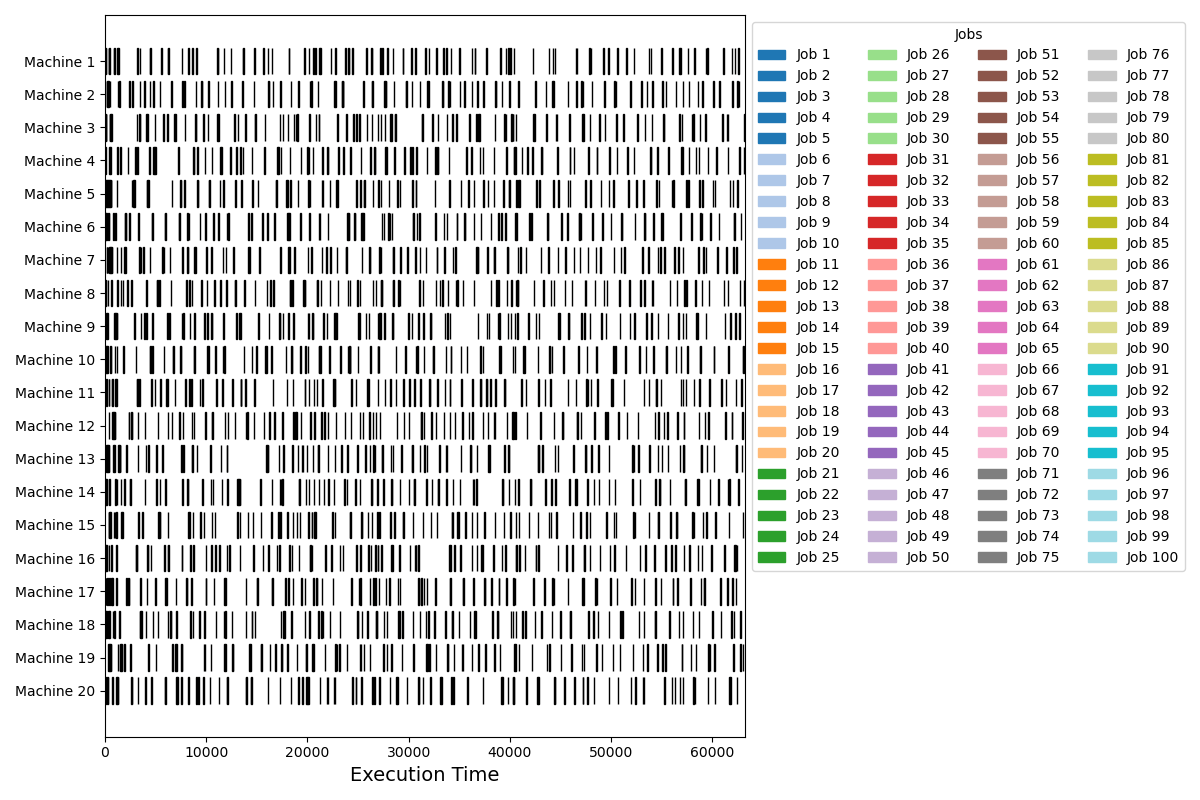 Jobs
Job 1 Job 26 Job 51 Job 76
Job 2 Job 27 Job 52 Job 77
Job 3 Job 28 Job 53 Job 78
Job 4 Job 29 Job 54 Job 79
Job 5 Job 30 Job 55 Job 80
Job 6 Job 31 Job 56 Job 81
Job 7 Job 32 Job 57 Job 82
Job 8 Job 33 Job 58 Job 83
Job 9 Job 34 Job 59 Job 84
Job 10 Job 35 Job 60 Job 85
Job 11 Job 36 Job 61 Job 86
Job 12 Job 37 Job 62 Job 87
Job 13 Job 38 Job 63 Job 88
Job 14 Job 39 Job 64 Job 89
Job 15 Job 40 Job 65 Job 90
Job 16 Job 41 Job 66 Job 91
Job 17 Job 42 Job 67 Job 92
Job 18 Job 43 Job 68 Job 93
Job 19 Job 44 Job 69 Job 94
Job 20 Job 45 Job 70 Job 95
Job 21 Job 46 Job 71 Job 96
Job 22 Job 47 Job 72 Job 97
Job 23 Job 48 Job 73 Job 98
Job 24 Job 49 Job 74 Job 99
Job 25 Job 50 Job 75 Job 100
Machine 1
Machine 2
Machine 3
Machine 4
Machine 5
Machine 6
Machine 7
Machine 8
Machine 9
Machine 10
Machine 11
Machine 12
Machine 13
Machine 14
Machine 15
Machine 16
Machine 17
Machine 18
Machine 19
Machine 20
0 10000 20000 30000 40000 50000 60000
Execution Time